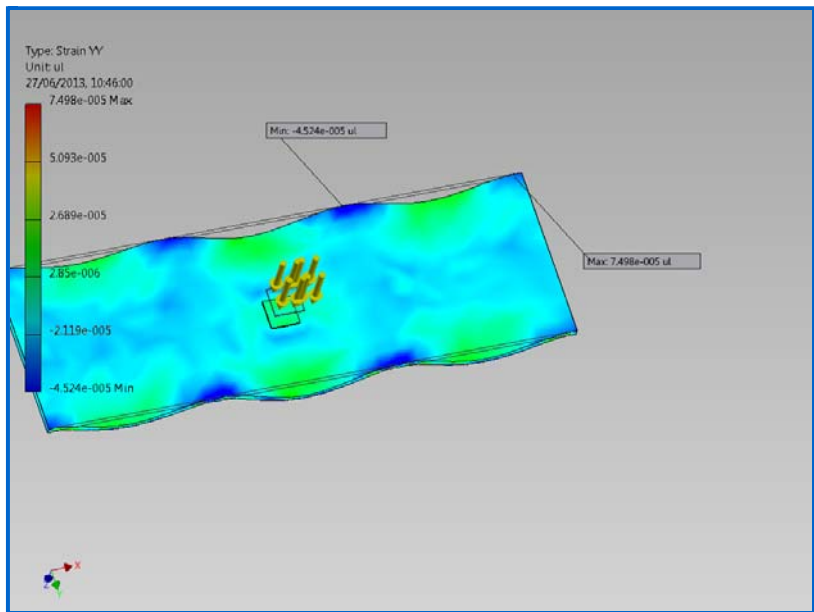 Type: Strain YY
Unit: ul
27/06/2013, 10:46:00
7.498e-005 Max
5.093e-005
2.689e-005
2.85e-006
-2.119e-005
-4.524e-005 Min
Min: -4.524e-005 ul
Max: 7.498e-005 ul
X
Z
Y